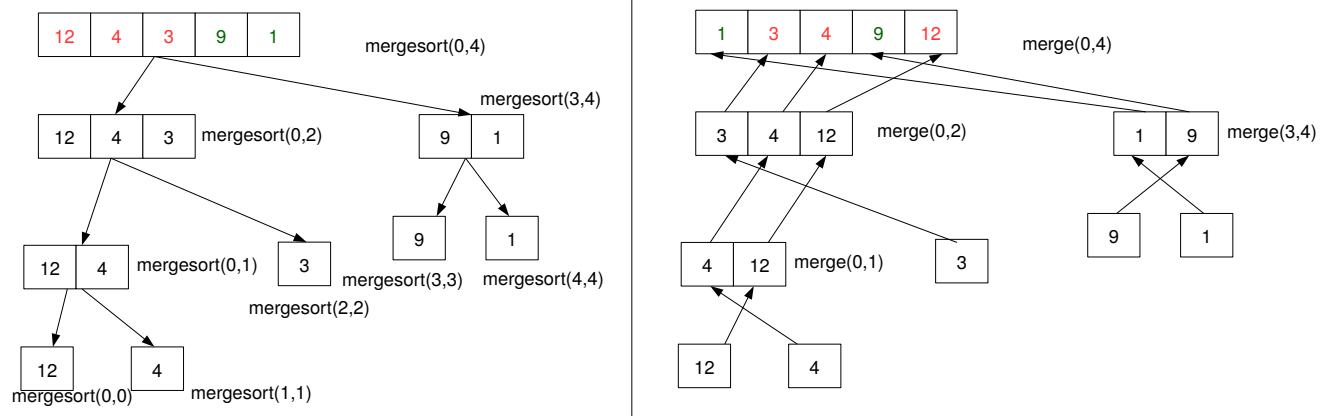 12 4 3 9 1
mergesort(0,4)
mergesort(3,4)
12 4 3
mergesort(0,2)
9 1
12 4
mergesort(0,1)
3
mergesort(2,2)
9
mergesort(3,3)
1
mergesort(4,4)
12
mergesort(0,0)
4
mergesort(1,1)
1 3 4 9 12
merge(0,4)
3 4 12
merge(0,2)
1 9
merge(3,4)
9
1
4 12
merge(0,1)
3
12
4